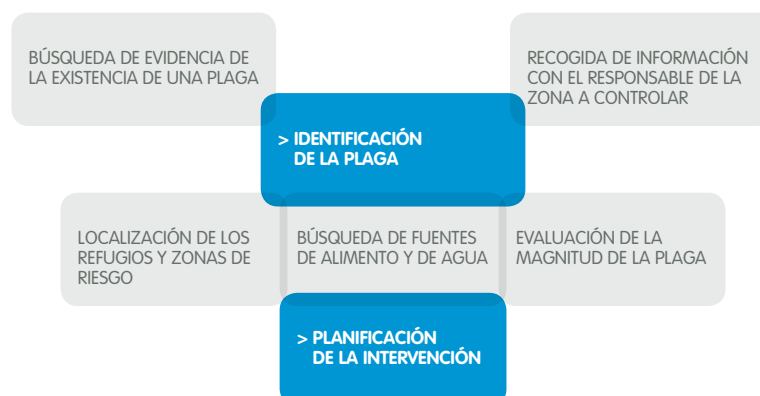 BÚSQUEDA DE EVIDENCIA DE
LA EXISTENCIA DE UNA PLAGA
RECOGIDA DE INFORMACIÓN
CON EL RESPONSABLE DE LA
ZONA A CONTROLAR
> IDENTIFICACIÓN
DE LA PLAGA
LOCALIZACIÓN DE LOS
REFUGIOS Y ZONAS DE
RIESGO
BÚSQUEDA DE FUENTES
DE ALIMENTO Y DE AGUA
EVALUACIÓN DE LA
MAGNITUD DE LA PLAGA
> PLANIFICACIÓN
DE LA INTERVENCIÓN